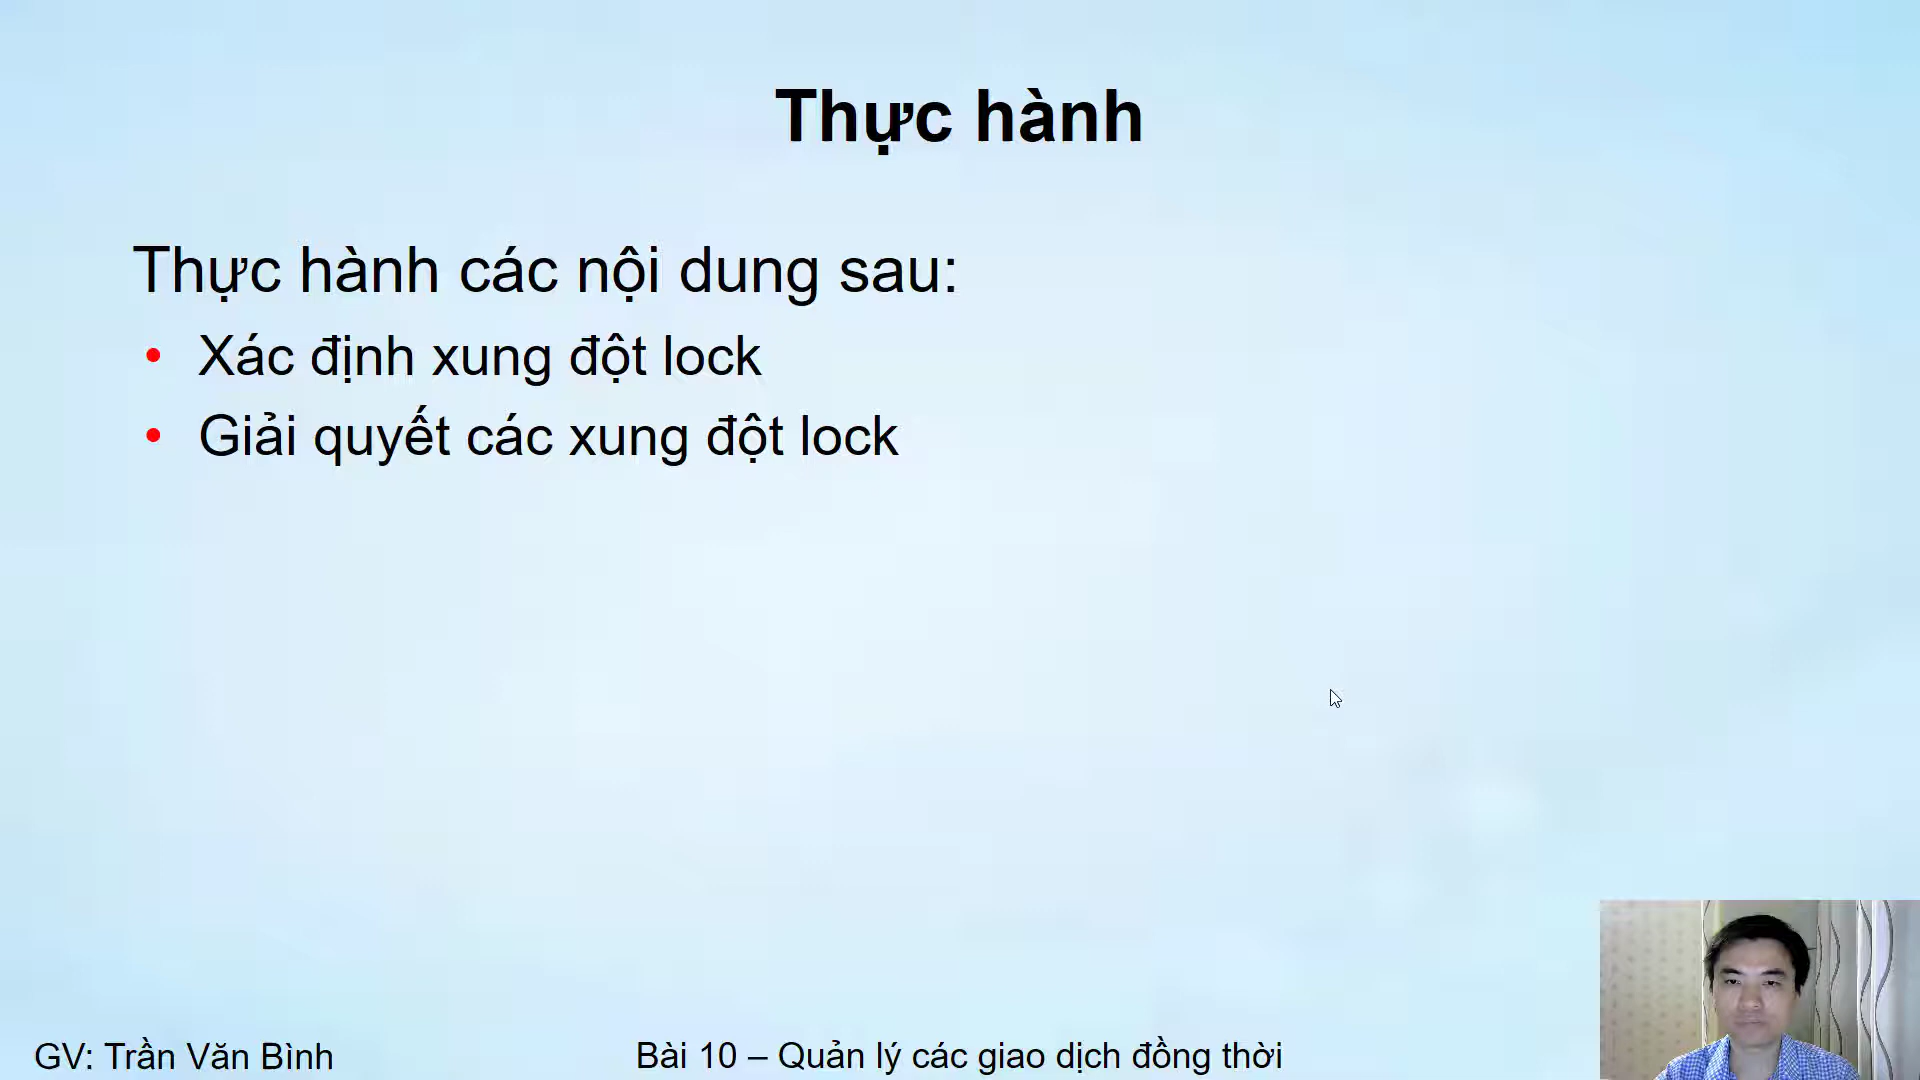 Thực hành
Thực hành các nội dung sau:
• Xác định xung đột lock
• Giải quyết các xung đột lock
GV: Trần Văn Bình
Bài 10 – Quản lý các giao dịch đồng thời